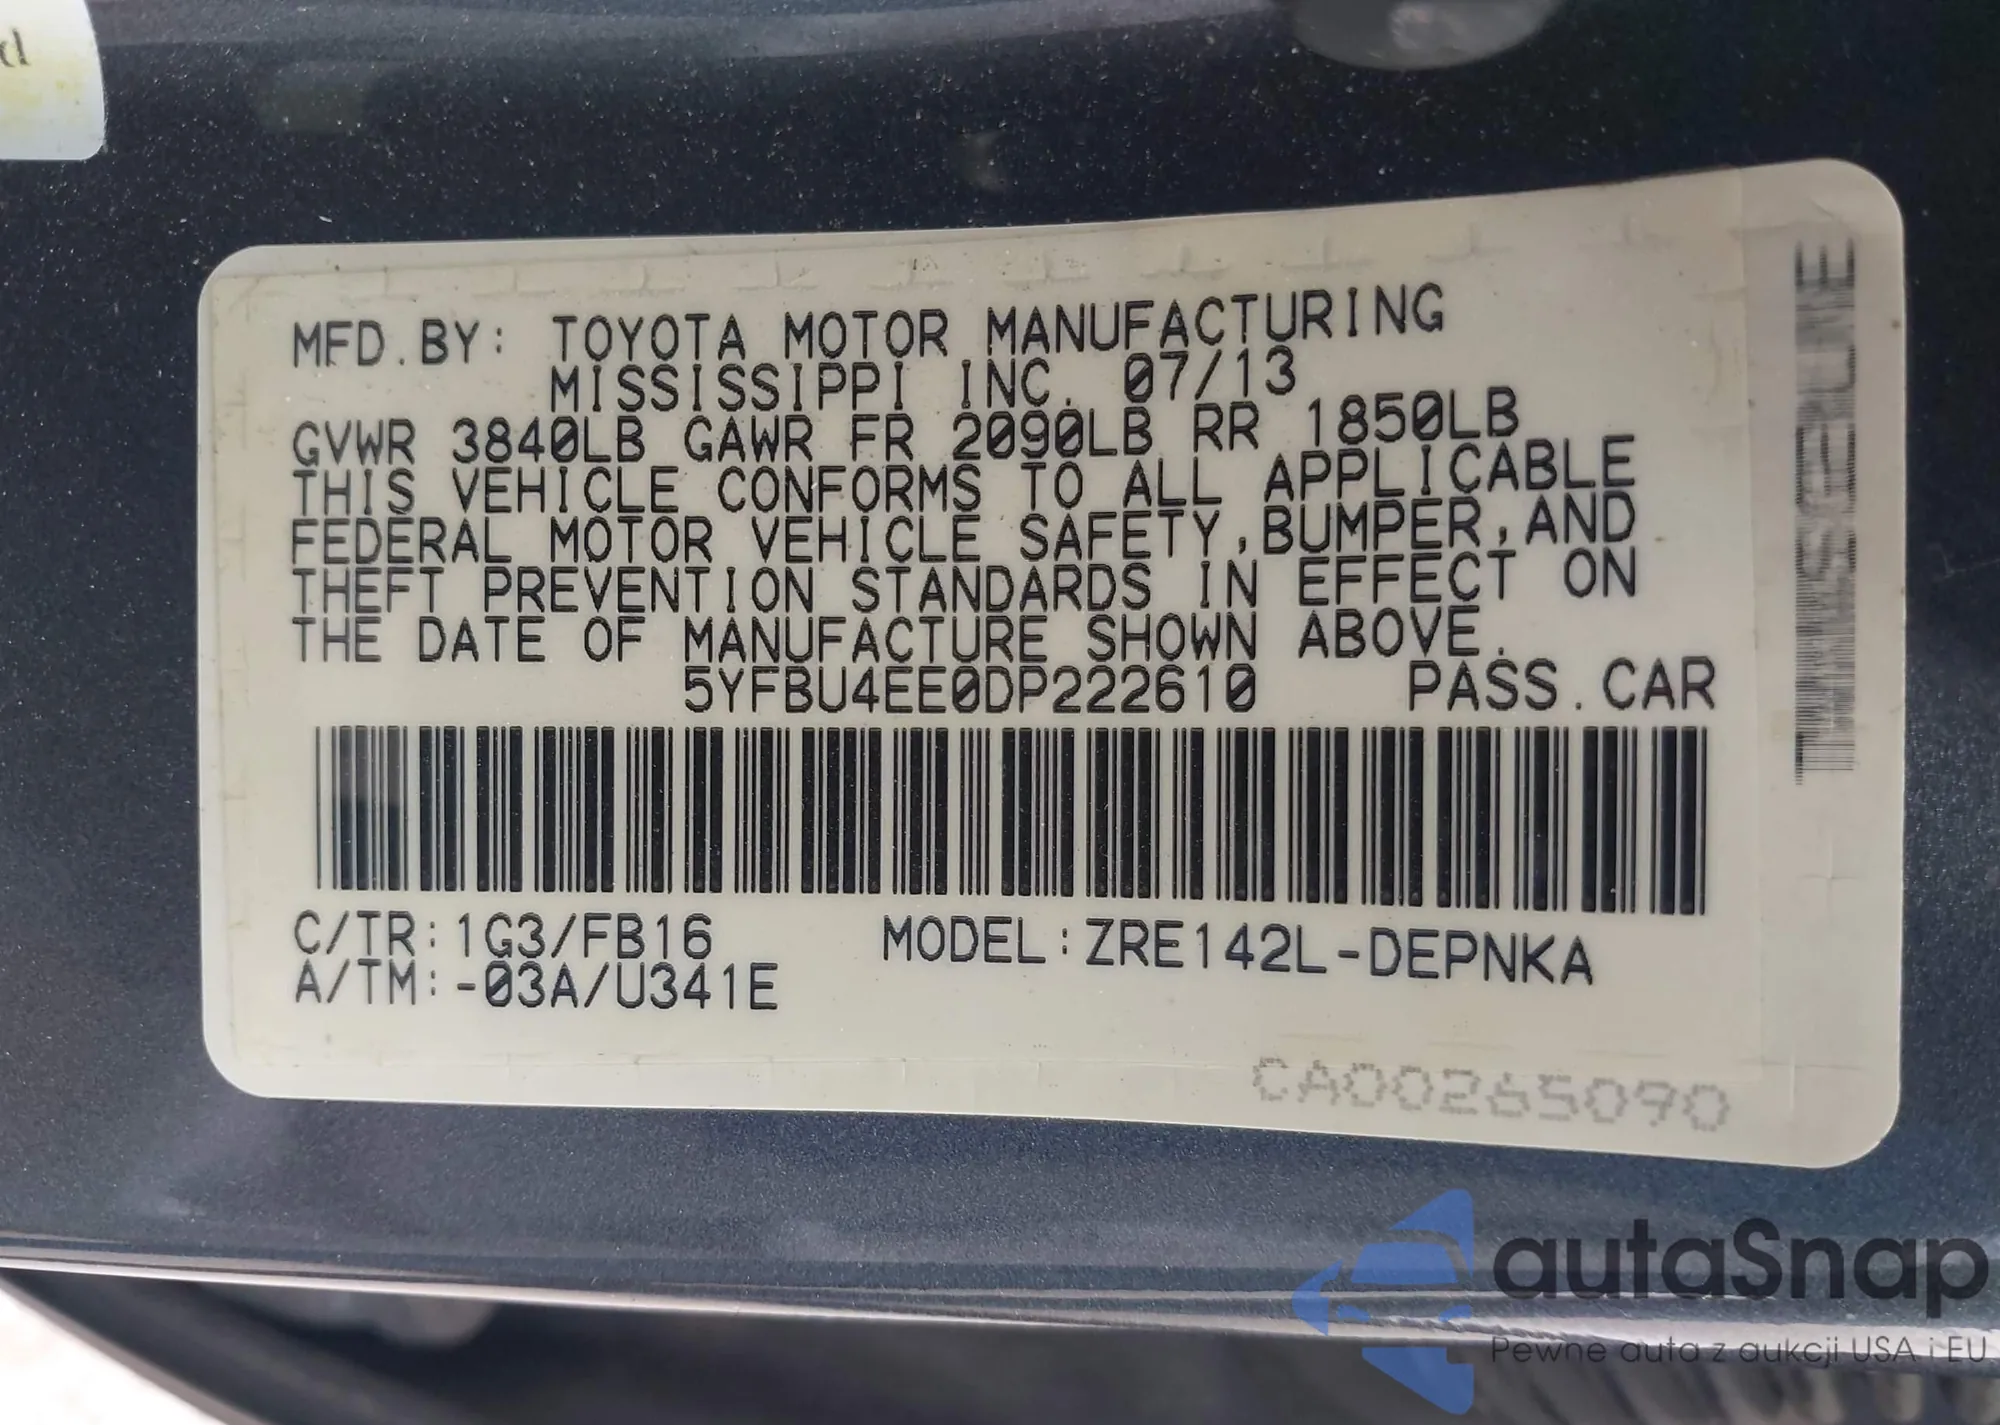 d
MFD.BY: TOYOTA MOTOR MANUFACTURING
MISSISSIPPI INC. 07/13
GVWR 3840LB GAWR FR 2090LB RR 1850LB
THIS VEHICLE CONFORMS TO ALL APPLICABLE
FEDERAL MOTOR VEHICLE SAFETY,BUMPER,AND
THEFT PREVENTION STANDARDS IN EFFECT ON
THE DATE OF MANUFACTURE SHOWN ABOVE.
5YFBU4EE0DP222610 PASS.CAR
C/TR:1G3/FB16 MODEL:ZRE142L-DEPNKA
A/TM:-03A/U341E
CA00265090
autaSnap
Pewne auta z aukcji USA i EU